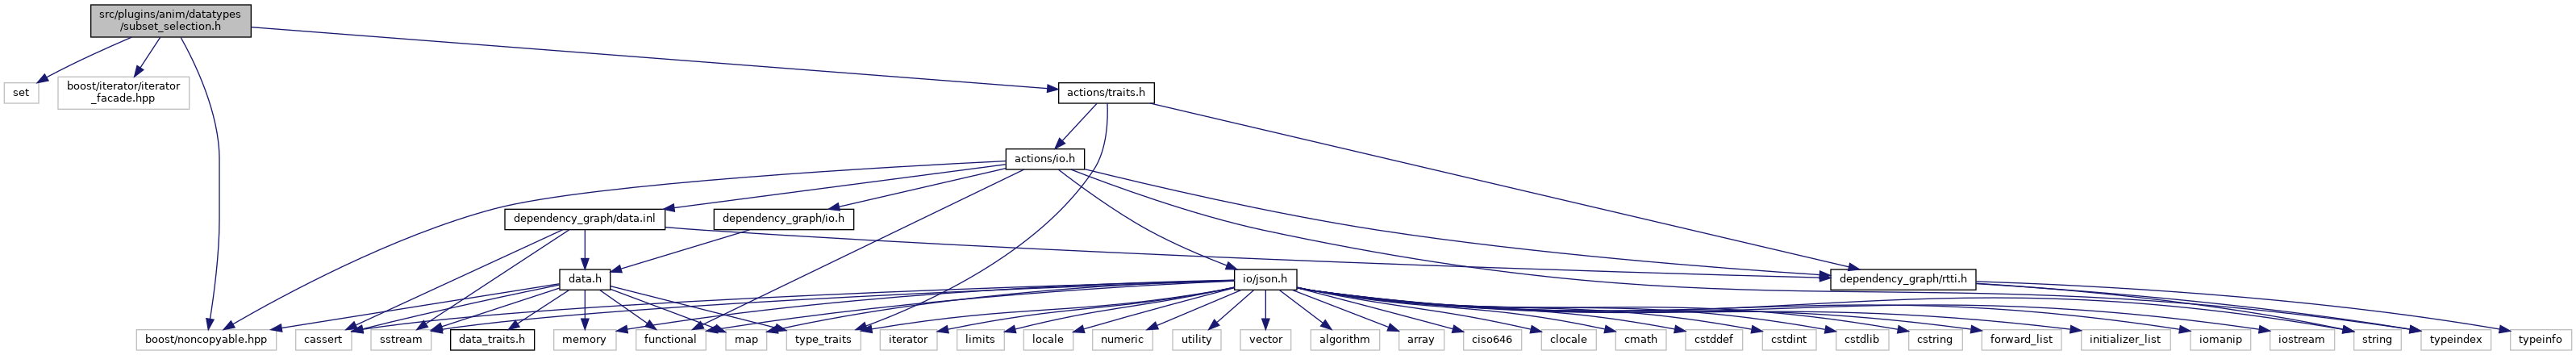 src/plugins/anim/datatypes
/subset_selection.h
set
boost/iterator/iterator
_facade.hpp
actions/traits.h
actions/io.h
dependency_graph/data.inl
dependency_graph/io.h
data.h
io/json.h
dependency_graph/rtti.h
boost/noncopyable.hpp
cassert
sstream
data_traits.h
memory
functional
map
type_traits
iterator
limits
locale
numeric
utility
vector
algorithm
array
ciso646
clocale
cmath
cstddef
cstdint
cstdlib
cstring
forward_list
initializer_list
iomanip
iostream
string
typeindex
typeinfo